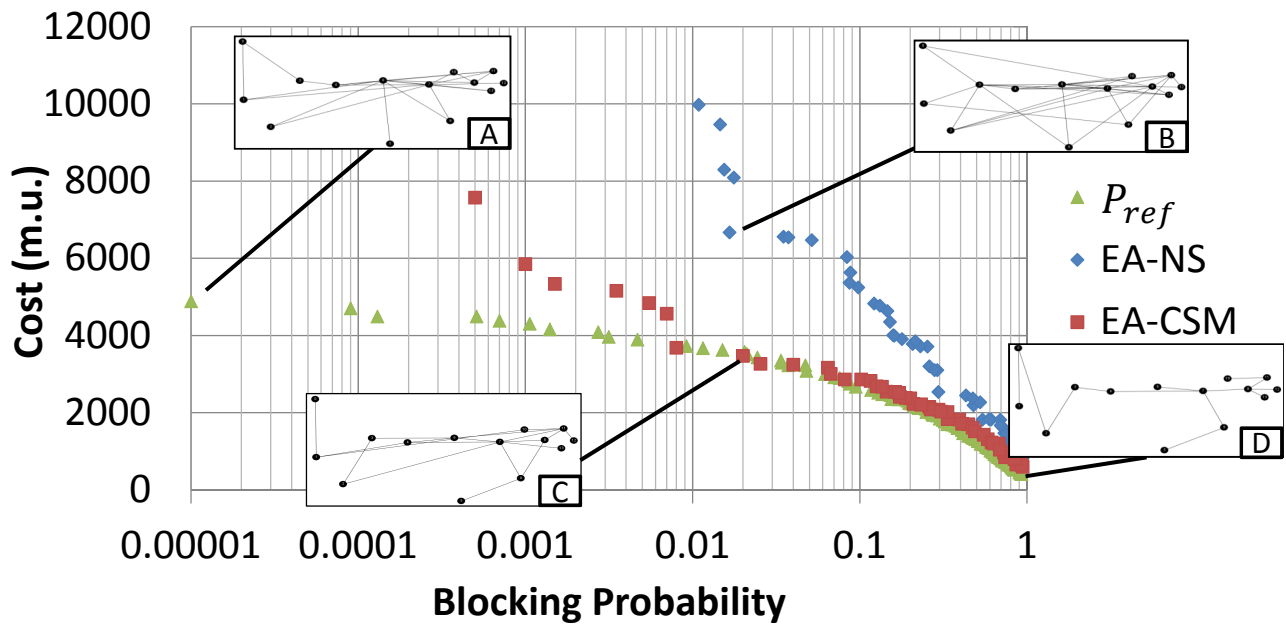 12000
10000
8000
6000
4000
2000
0
Cost (m.u.)
A
B
C
D
P_ref
EA-NS
EA-CSM
0.00001 0.0001 0.001 0.01 0.1 1
Blocking Probability